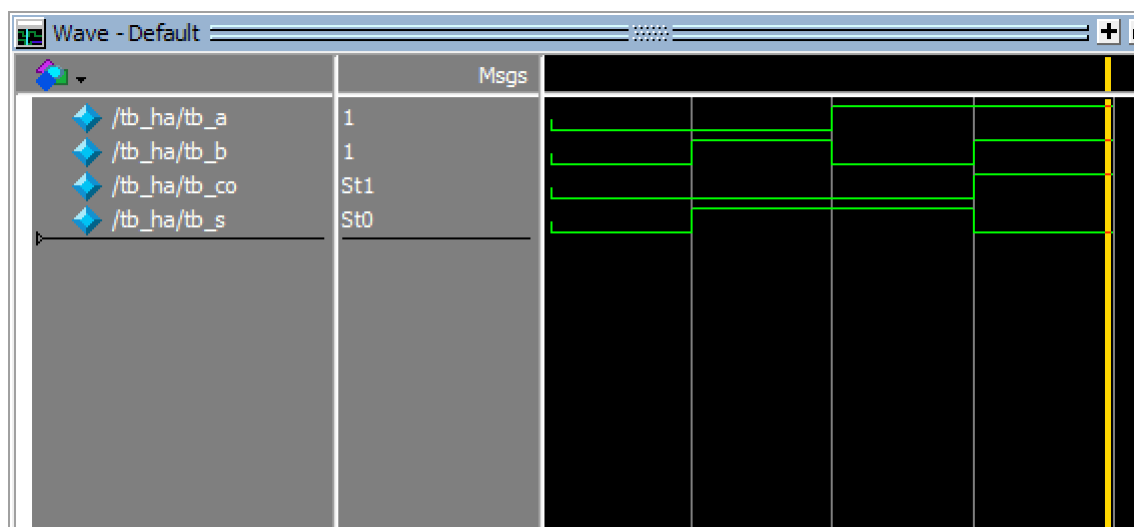 Wave - Default
Msgs
/tb_ha/tb_a 1
/tb_ha/tb_b 1
/tb_ha/tb_co St1
/tb_ha/tb_s St0